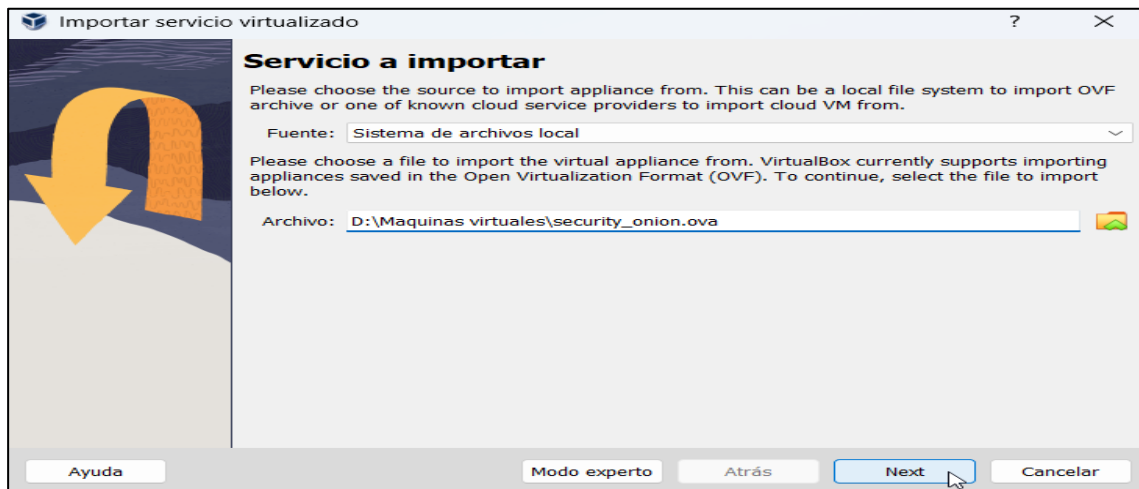 Importar servicio virtualizado
?
Servicio a importar
Please choose the source to import appliance from. This can be a local file system to import OVF
archive or one of known cloud service providers to import cloud VM from.
Fuente: Sistema de archivos local
Please choose a file to import the virtual appliance from. VirtualBox currently supports importing
appliances saved in the Open Virtualization Format (OVF). To continue, select the file to import
below.
Archivo: D:\Maquinas virtuales\security_onion.ova
Ayuda Modo experto Atrás Next Cancelar